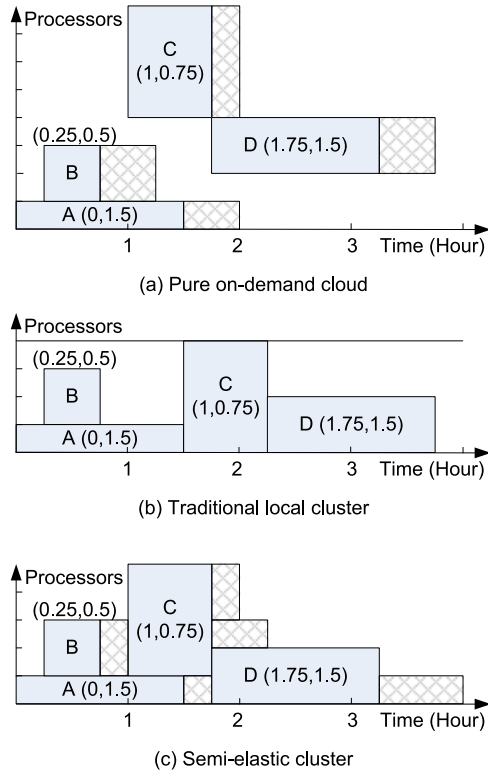 Processors
C
(1,0.75)
(0.25,0.5)
B
D (1.75,1.5)
A (0,1.5)
1 2 3 Time (Hour)
(a) Pure on-demand cloud
Processors
(0.25,0.5)
B
C
(1,0.75)
A (0,1.5)
D (1.75,1.5)
1 2 3 Time (Hour)
(b) Traditional local cluster
Processors
(0.25,0.5)
C
(1,0.75)
B
D (1.75,1.5)
A (0,1.5)
1 2 3 Time (Hour)
(c) Semi-elastic cluster